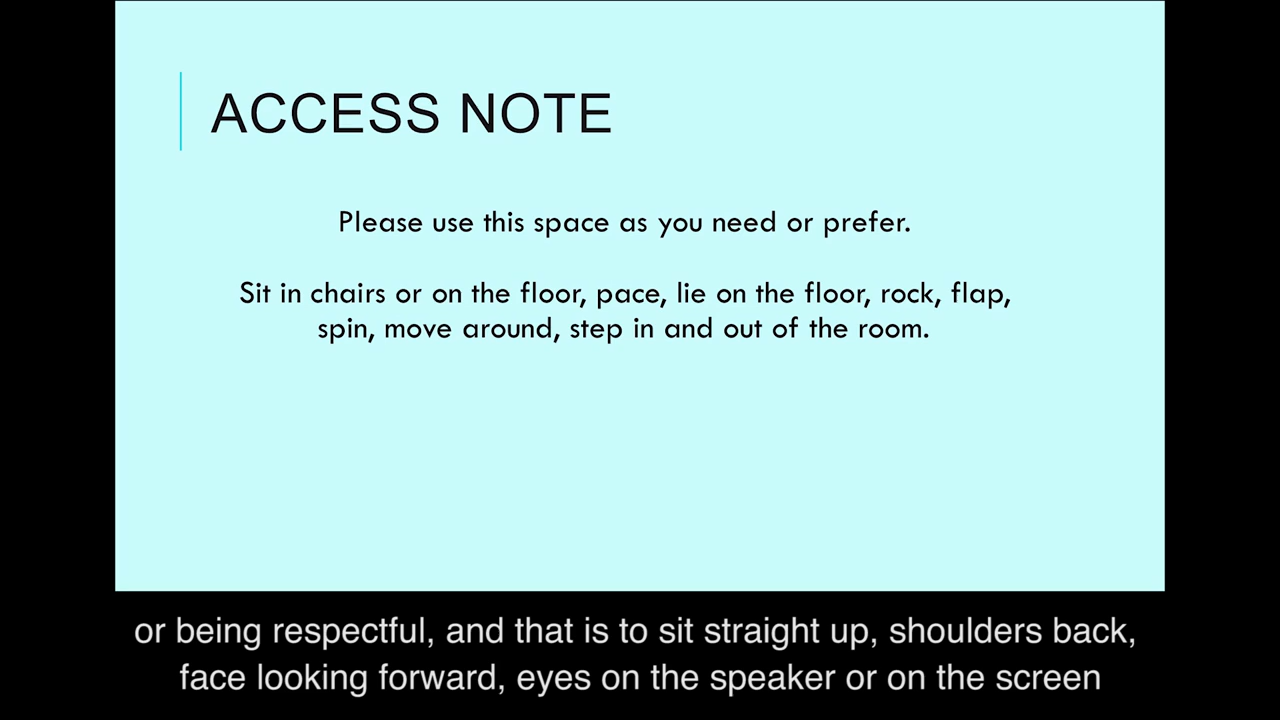 ACCESS NOTE
Please use this space as you need or prefer.
Sit in chairs or on the floor, pace, lie on the floor, rock, flap,
spin, move around, step in and out of the room.
or being respectful, and that is to sit straight up, shoulders back,
face looking forward, eyes on the speaker or on the screen